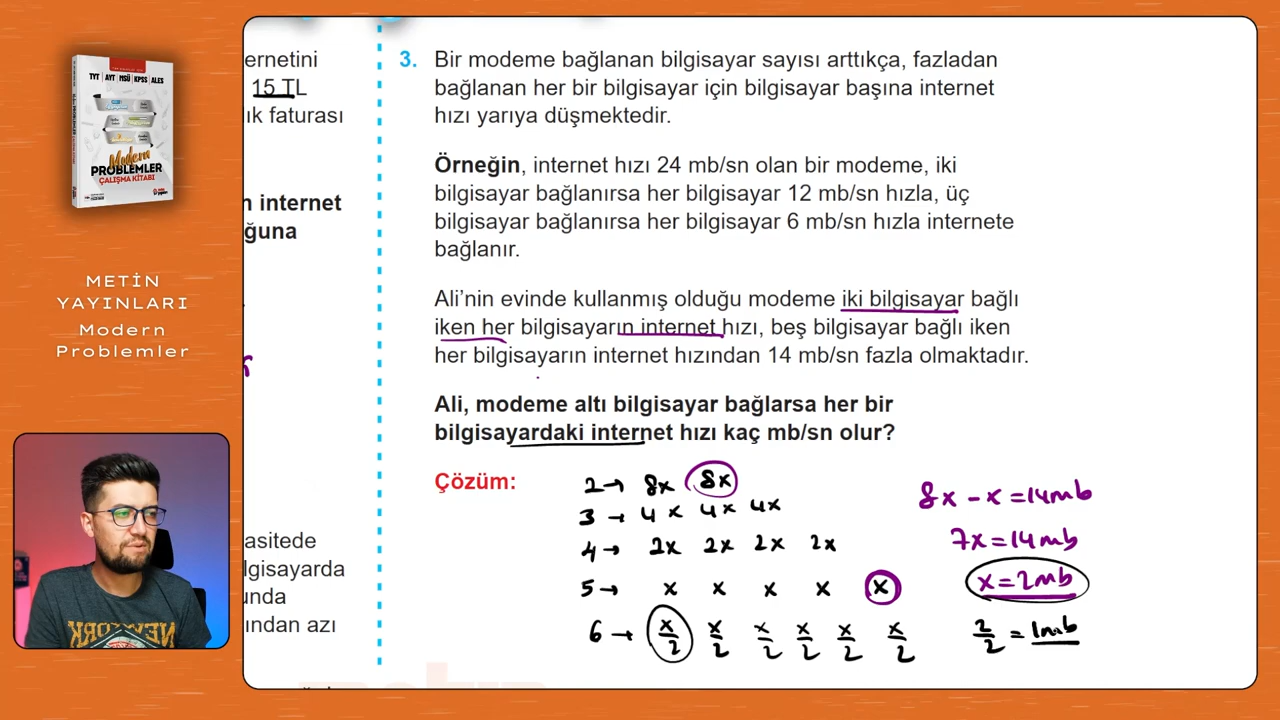 TYT | AYT | MSÜ | KPSS | ALES
Modern
PROBLEMLER
ÇALIŞMA KİTABI
METİN
YAYINLARI
Modern
Problemler
ernetini
15 TL
ık faturası
n internet
ğuna
asitede
lgisayarda
unda
ından azı
3. Bir modeme bağlanan bilgisayar sayısı arttıkça, fazladan
bağlanan her bir bilgisayar için bilgisayar başına internet
hızı yarıya düşmektedir.
Örneğin, internet hızı 24 mb/sn olan bir modeme, iki
bilgisayar bağlanırsa her bilgisayar 12 mb/sn hızla, üç
bilgisayar bağlanırsa her bilgisayar 6 mb/sn hızla internete
bağlanır.
Ali'nin evinde kullanmış olduğu modeme iki bilgisayar bağlı
iken her bilgisayarın internet hızı, beş bilgisayar bağlı iken
her bilgisayarın internet hızından 14 mb/sn fazla olmaktadır.
Ali, modeme altı bilgisayar bağlarsa her bir
bilgisayardaki internet hızı kaç mb/sn olur?
Çözüm:
2→ 8x 8x
3→ 4x 4x 4x
4→ 2x 2x 2x 2x
5→ x x x x x
6→ x/2 x/2 x/2 x/2 x/2 x/2
8x - x = 14mb
7x = 14mb
x = 2mb
2/2 = 1mb
NEWYORK